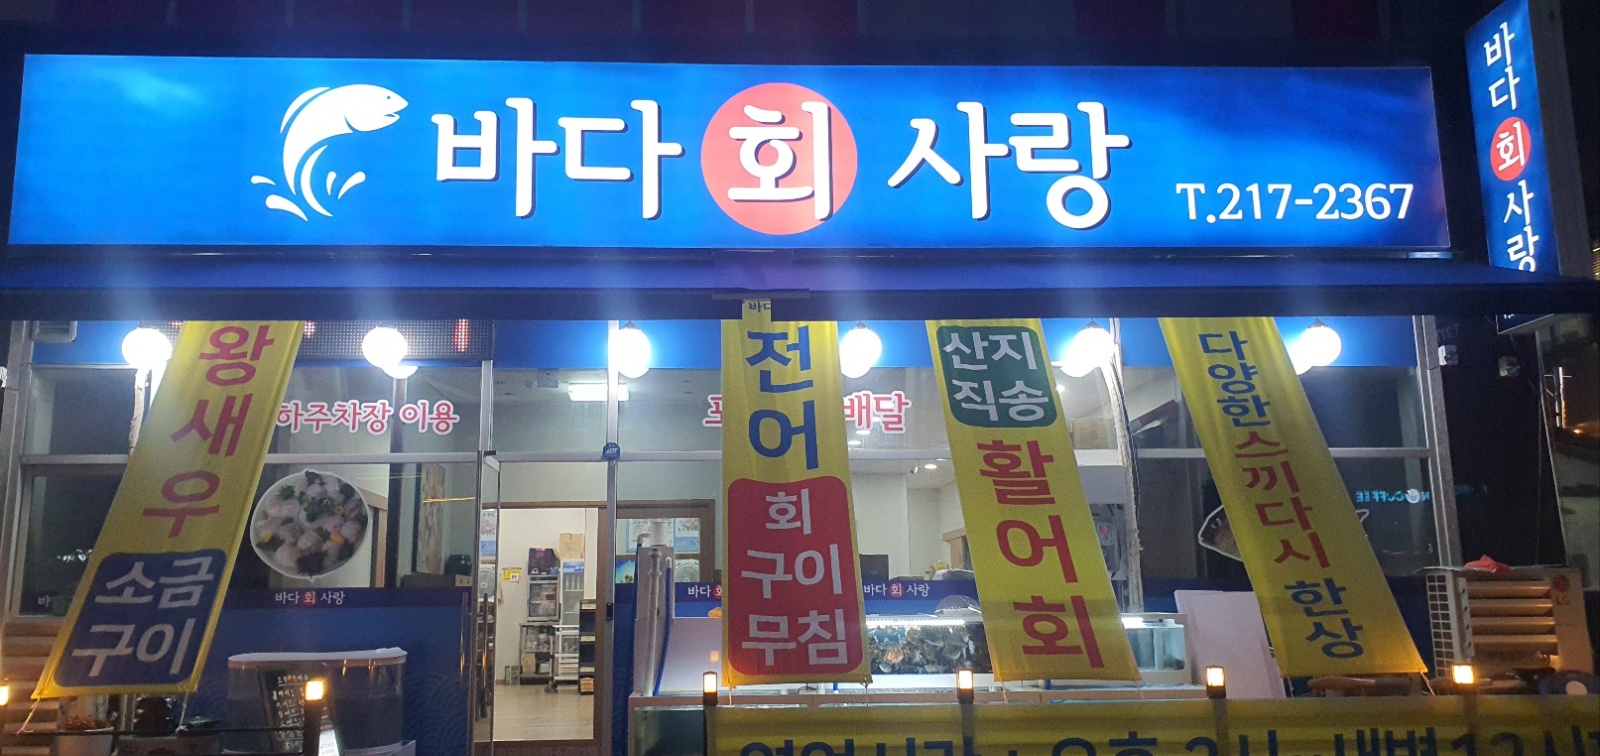 바다 회 사랑
T.217-2367
바다 회 사랑
왕새우
소금
구이
하주차장 이용
전어
회
구이
무침
배달
산지
직송
활어회
다양한 스끼다시 한상
바다 회 사랑
바다
바다 회 사랑
LG